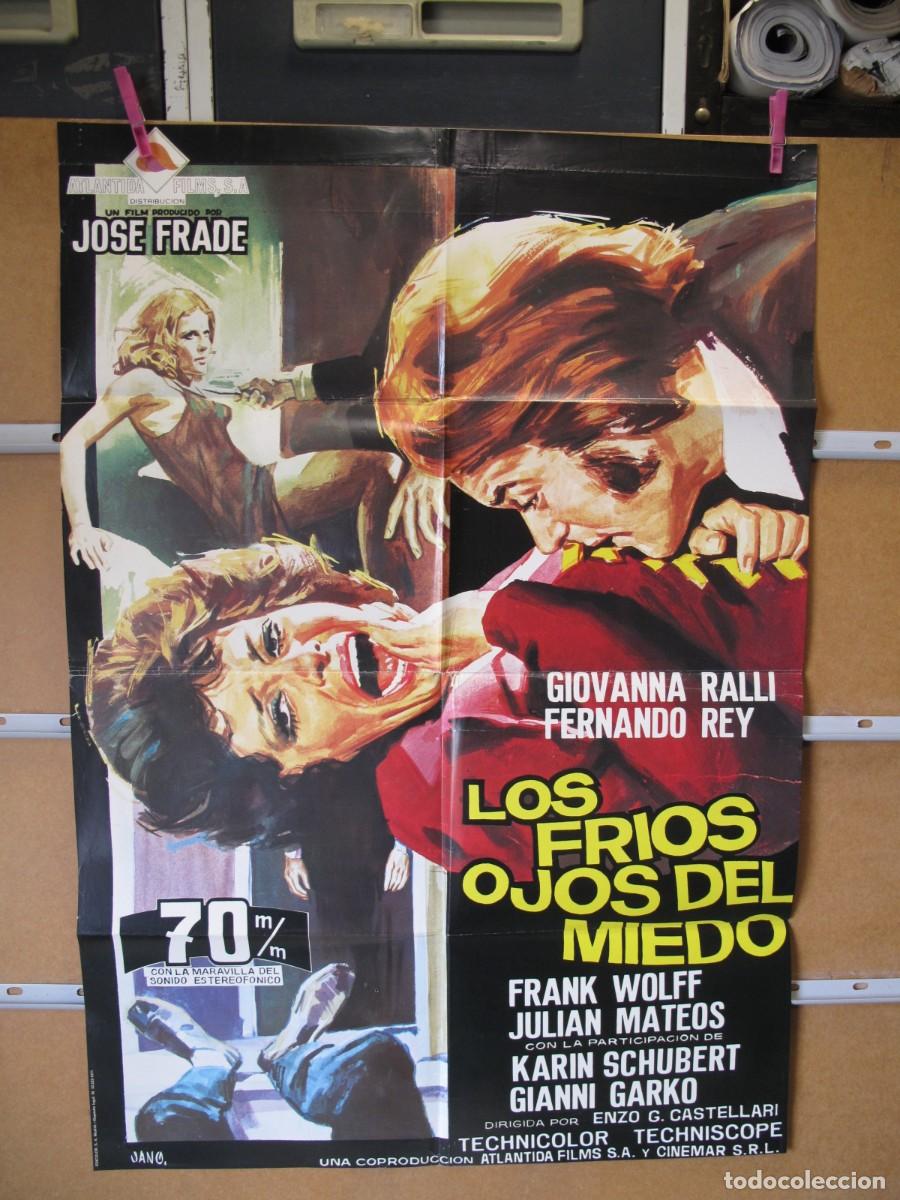 ATLANTIDA FILMS, S.A
DISTRIBUCION
UN FILM PRODUCIDO POR
JOSE FRADE
GIOVANNA RALLI
FERNANDO REY
LOS
FRIOS
OJOS DEL
MIEDO
70 m/m
CON LA MARAVILLA DEL
SONIDO ESTEREOFONICO
FRANK WOLFF
JULIAN MATEOS
CON LA PARTICIPACION DE
KARIN SCHUBERT
GIANNI GARKO
DIRIGIDA POR ENZO G. CASTELLARI
TECHNICOLOR TECHNISCOPE
UNA COPRODUCCION ATLANTIDA FILMS S.A. Y CINEMAR S.R.L.
JANO.
todocoleccion